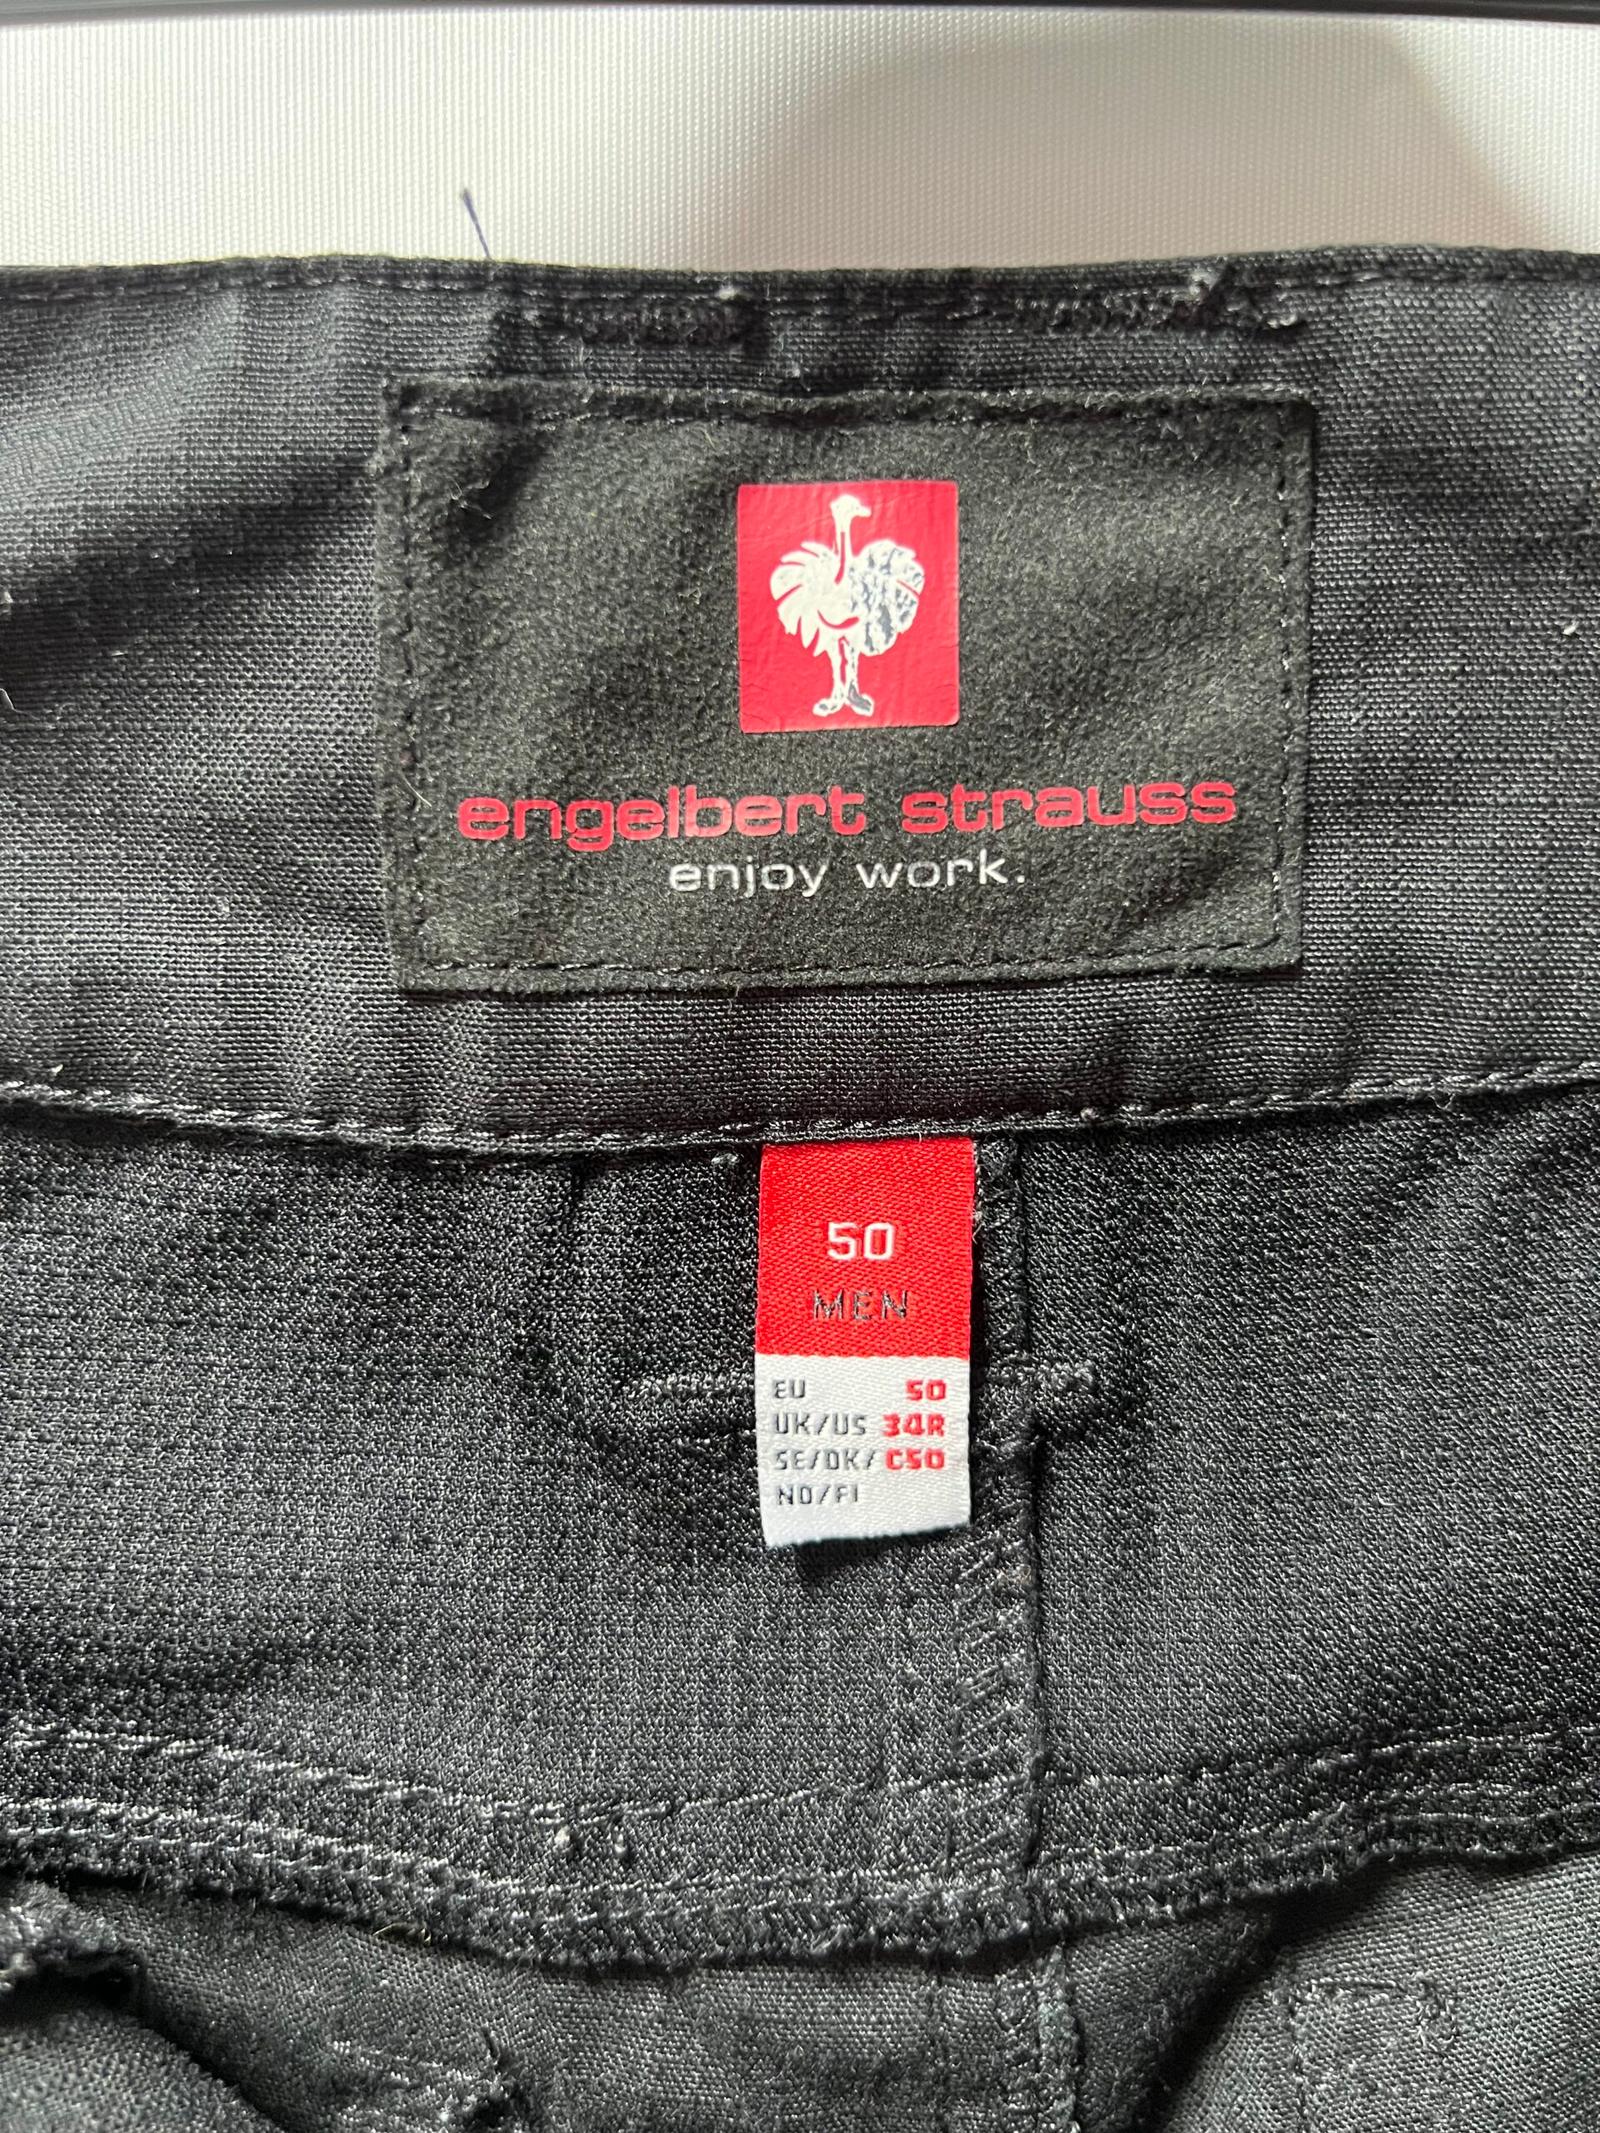 engelbert strauss
enjoy work.
50
MEN
EU 50
UK/US 34R
SE/DK/ C50
NO/FI